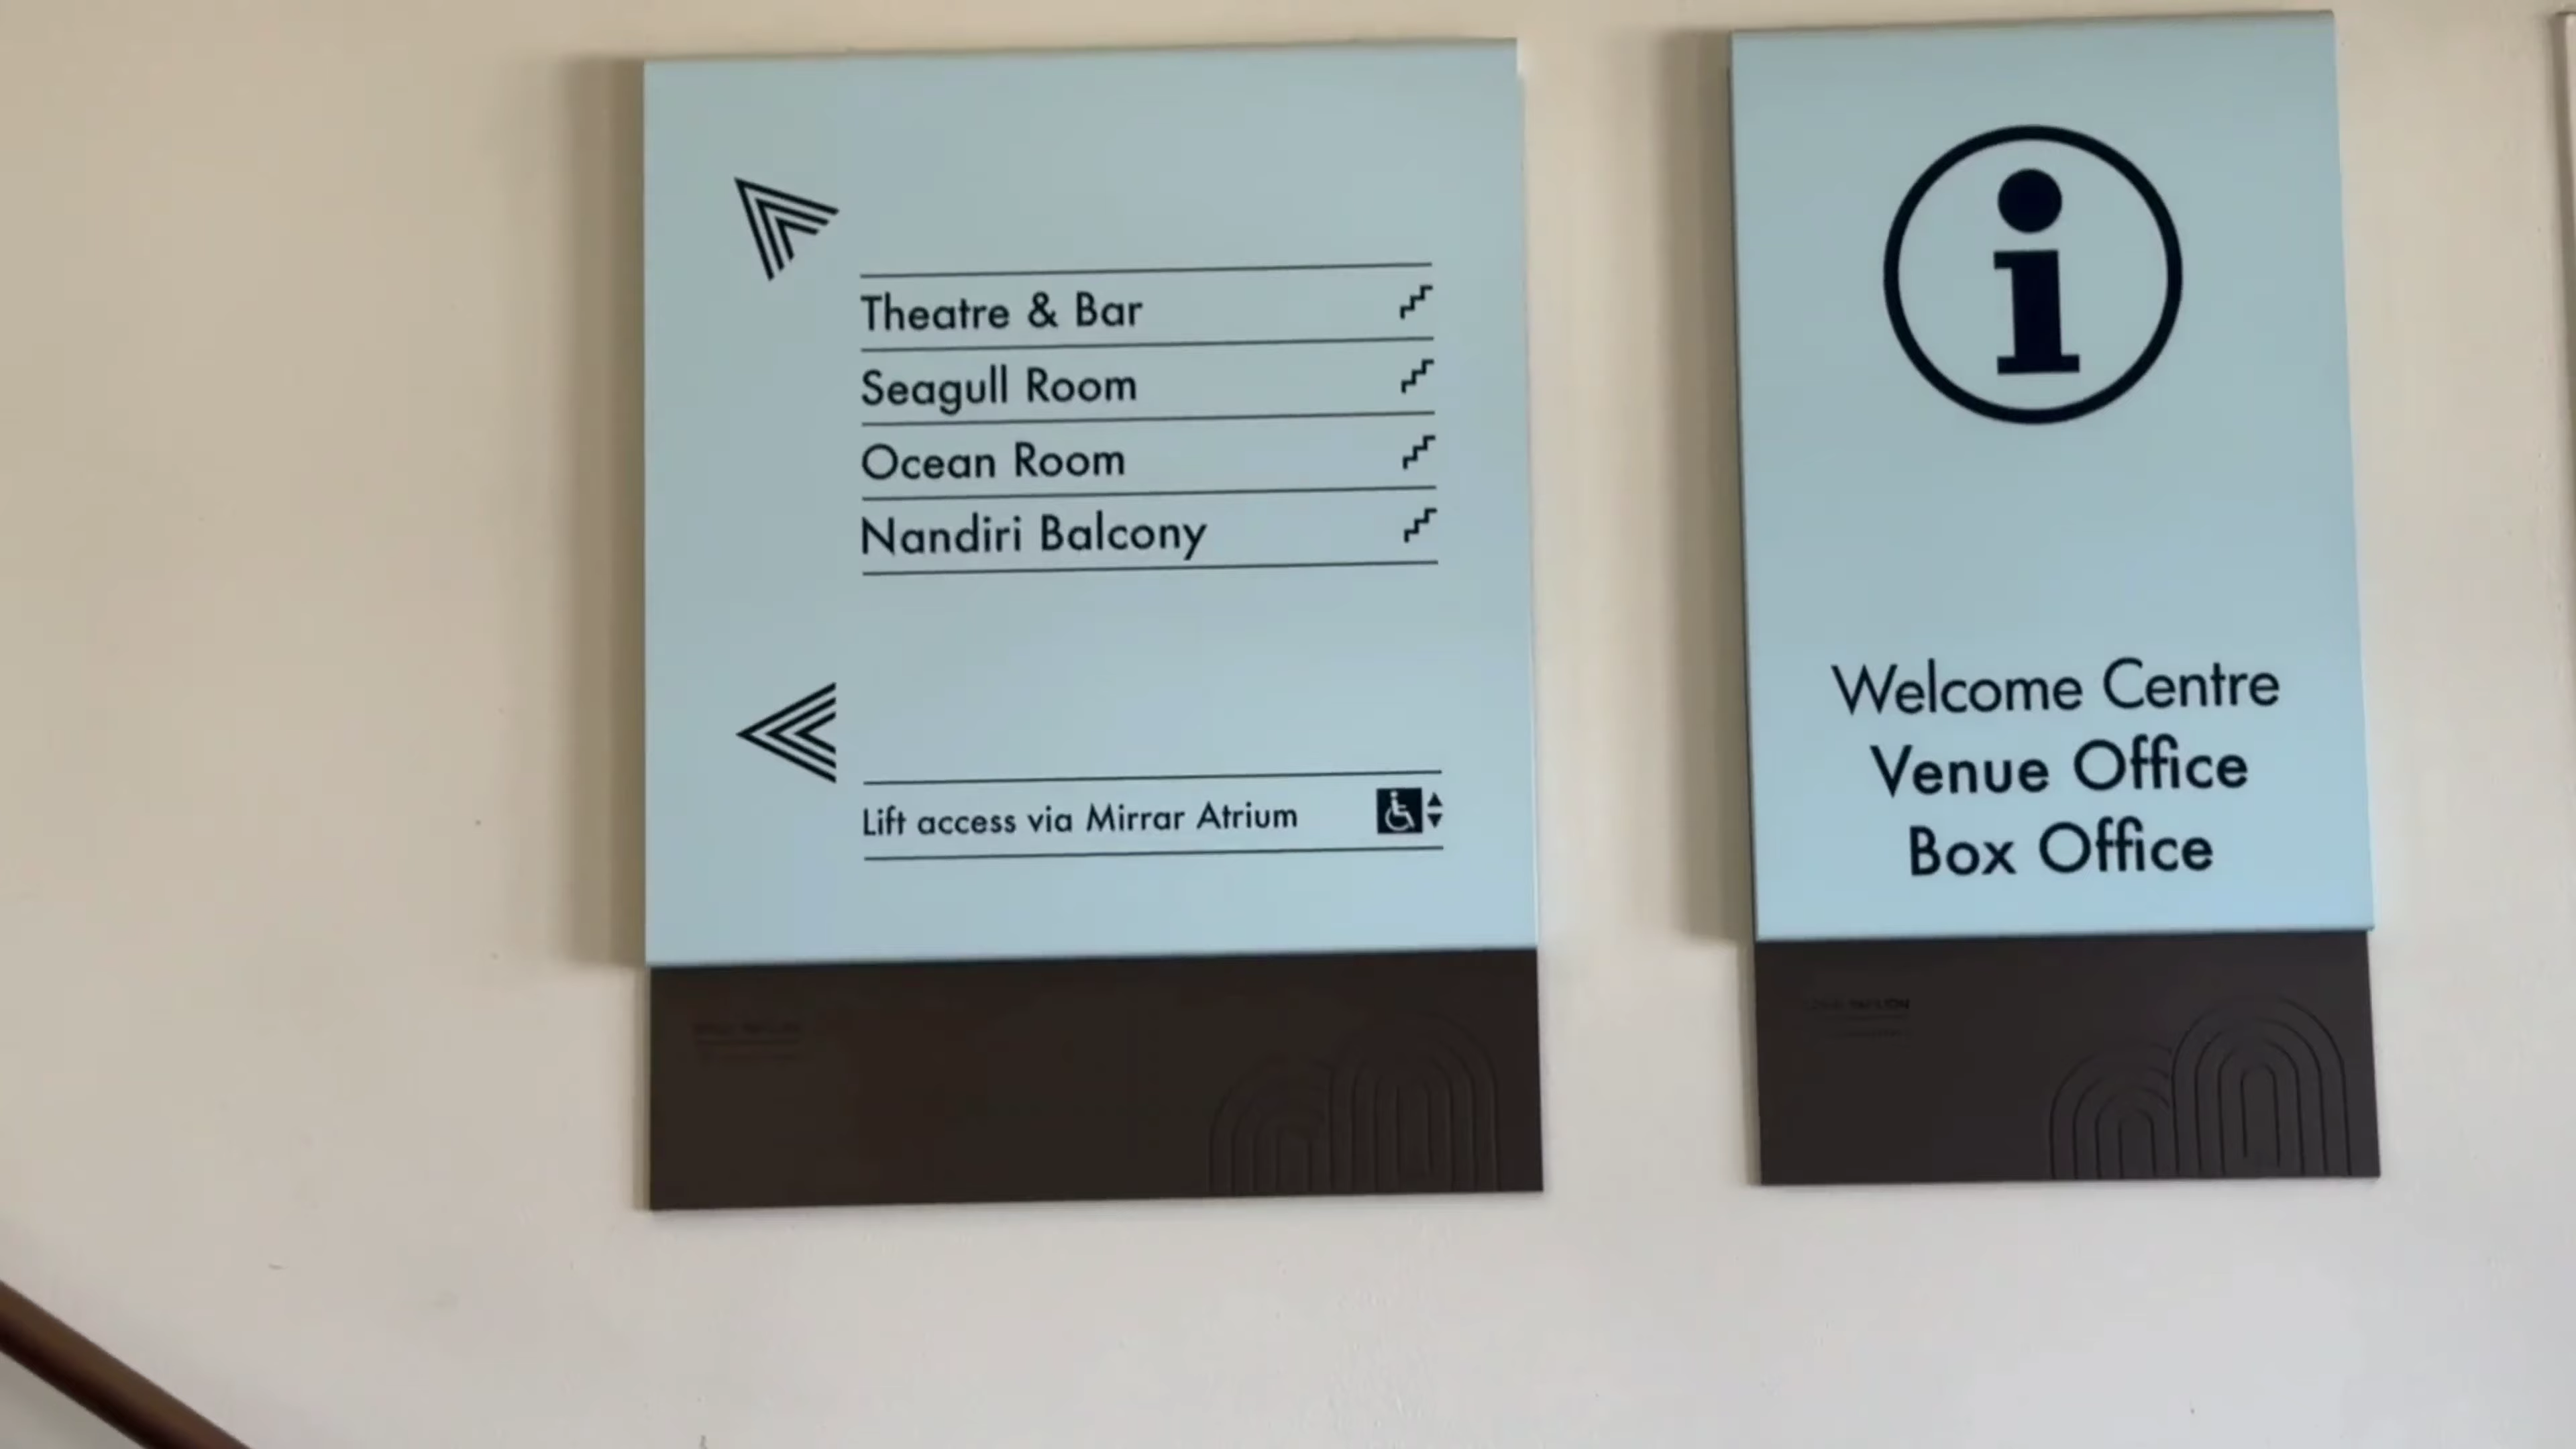 Theatre & Bar
Seagull Room
Ocean Room
Nandiri Balcony
Lift access via Mirrar Atrium
i
Welcome Centre
Venue Office
Box Office